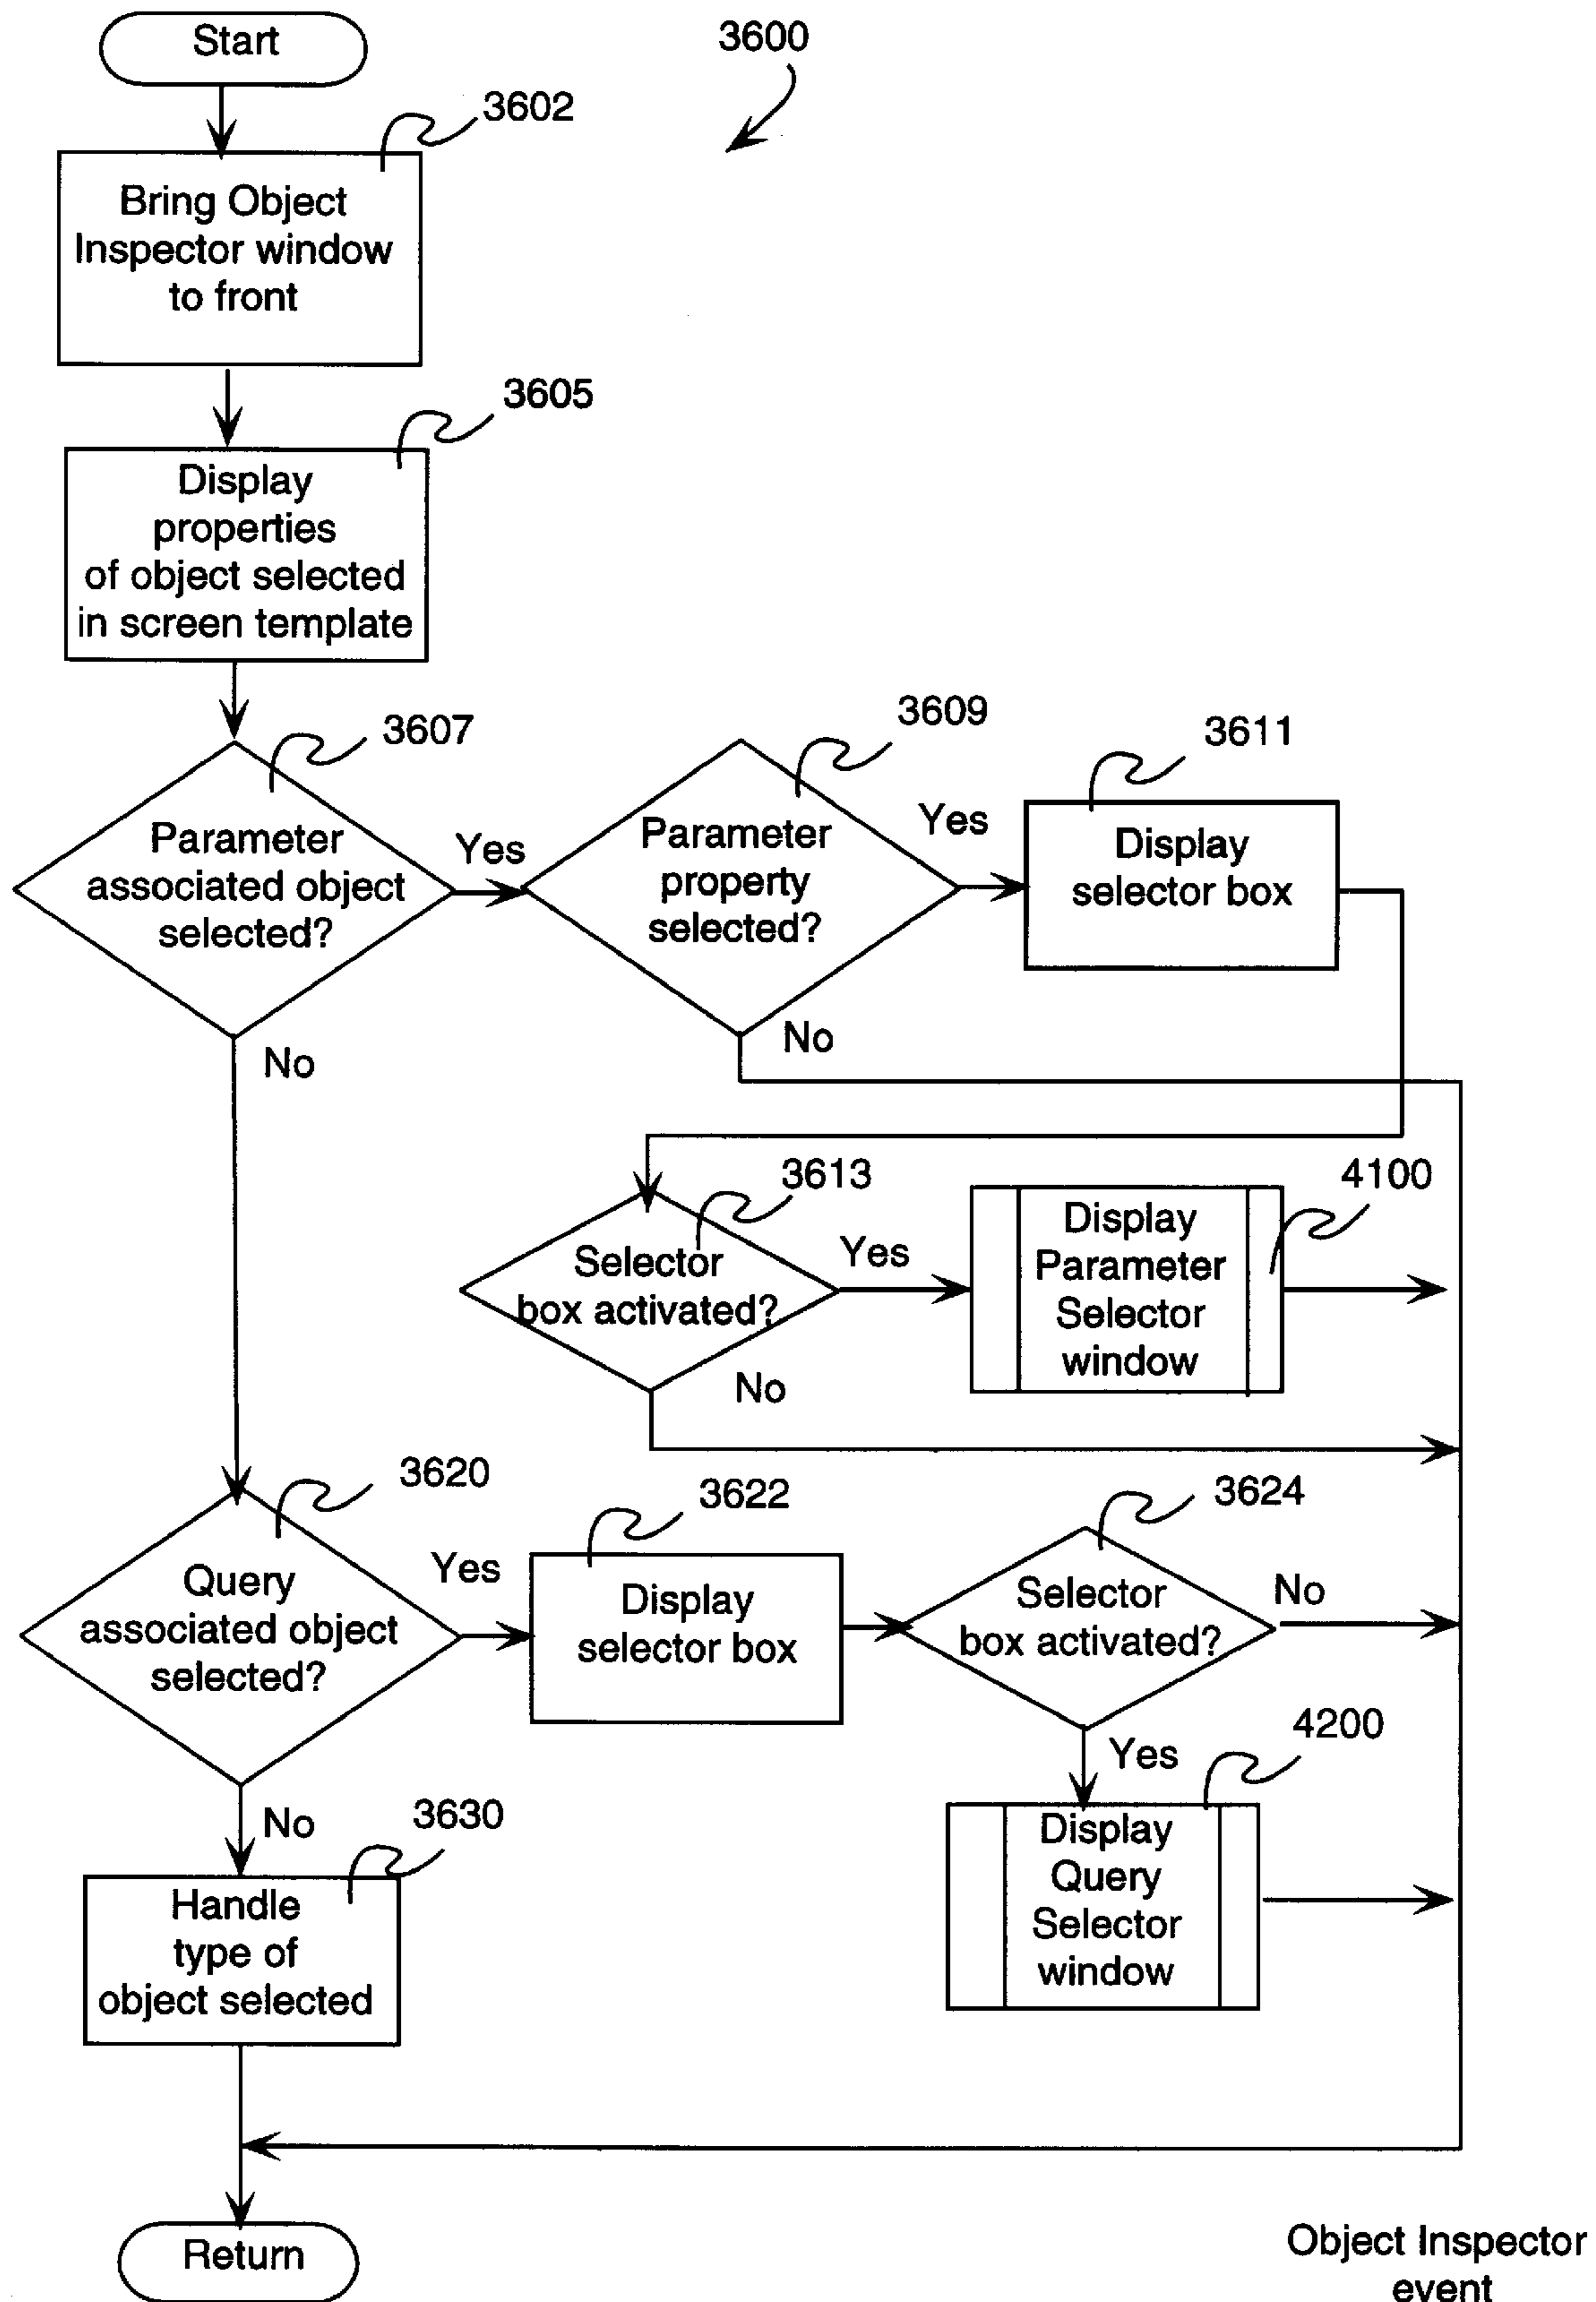 Start
3600
3602
Bring Object
Inspector window
to front
3605
Display
properties
of object selected
in screen template
3607
3609
3611
Parameter
associated object
selected?
Yes
Parameter
property
selected?
Yes
Display
selector box
No
No
3613
4100
Selector
box activated?
Yes
Display
Parameter
Selector
window
No
3620
3622
3624
Query
associated object
selected?
Yes
Display
selector box
Selector
box activated?
No
Yes
4200
No
3630
Display
Query
Selector
window
Handle
type of
object selected
Return
Object Inspector
event